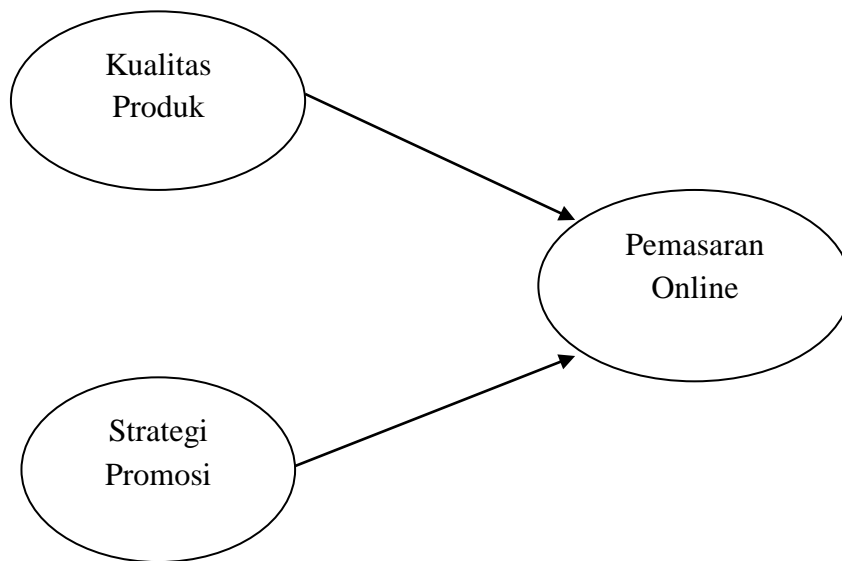 Kualitas
Produk
Pemasaran
Online
Strategi
Promosi